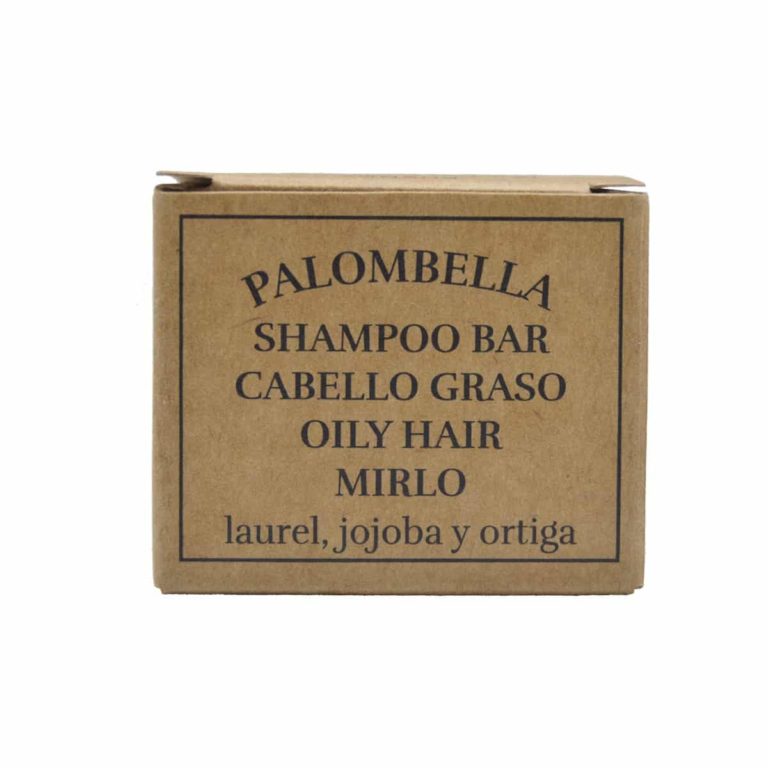 PALOMBELLA
SHAMPOO BAR
CABELLO GRASO
OILY HAIR
MIRLO
laurel, jojoba y ortiga